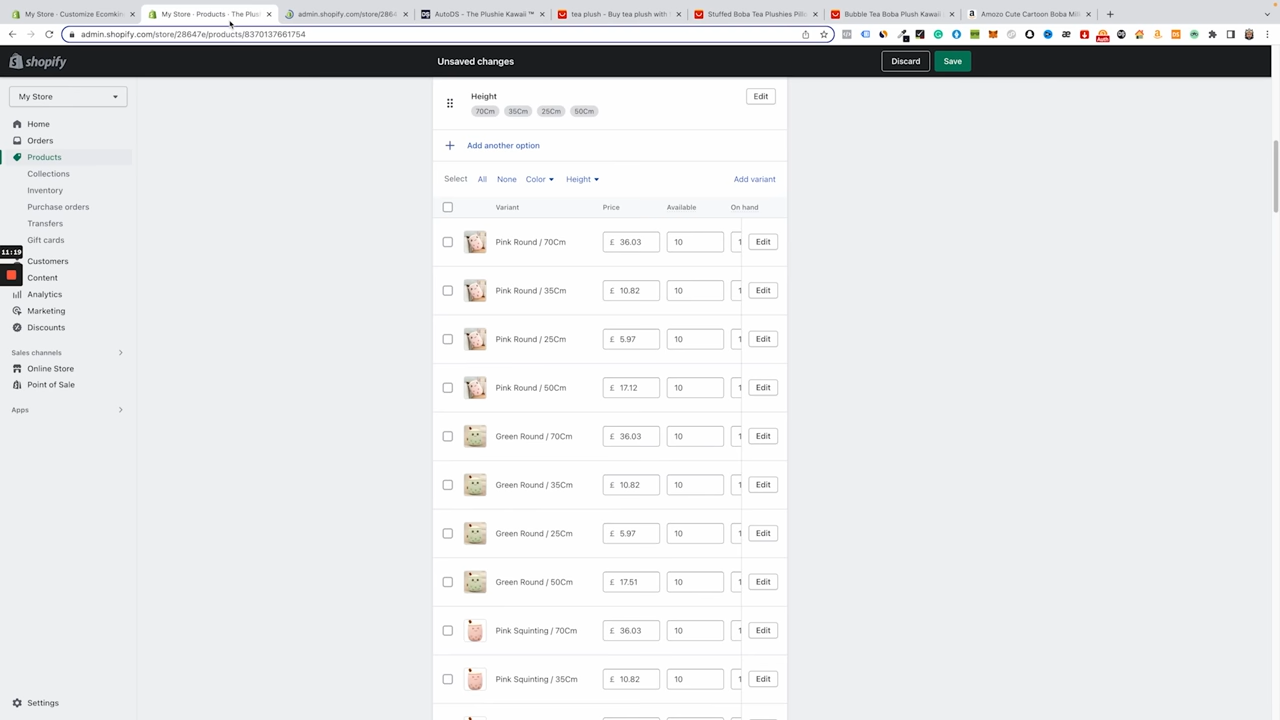 My Store · Customize Ecomkin
My Store · Products · The Plus
admin.shopify.com/store/2864
AutoDS - The Plushie Kawaii ™
tea plush - Buy tea plush with
Stuffed Boba Tea Plushies Pill
Bubble Tea Boba Plush Kawaii
Amozo Cute Cartoon Boba Mil
admin.shopify.com/store/28647e/products/8370137661754
shopify
Unsaved changes
Discard
Save
My Store
Home
Orders
Products
Collections
Inventory
Purchase orders
Transfers
Gift cards
11:19
Customers
Content
Analytics
Marketing
Discounts
Sales channels
Online Store
Point of Sale
Apps
Settings
Height
Edit
70Cm 35Cm 25Cm 50Cm
Add another option
Select All None Color Height Add variant
Variant Price Available On hand
Pink Round / 70Cm £ 36.03 10 1 Edit
Pink Round / 35Cm £ 10.82 10 1 Edit
Pink Round / 25Cm £ 5.97 10 1 Edit
Pink Round / 50Cm £ 17.12 10 1 Edit
Green Round / 70Cm £ 36.03 10 1 Edit
Green Round / 35Cm £ 10.82 10 1 Edit
Green Round / 25Cm £ 5.97 10 1 Edit
Green Round / 50Cm £ 17.51 10 1 Edit
Pink Squinting / 70Cm £ 36.03 10 1 Edit
Pink Squinting / 35Cm £ 10.82 10 1 Edit